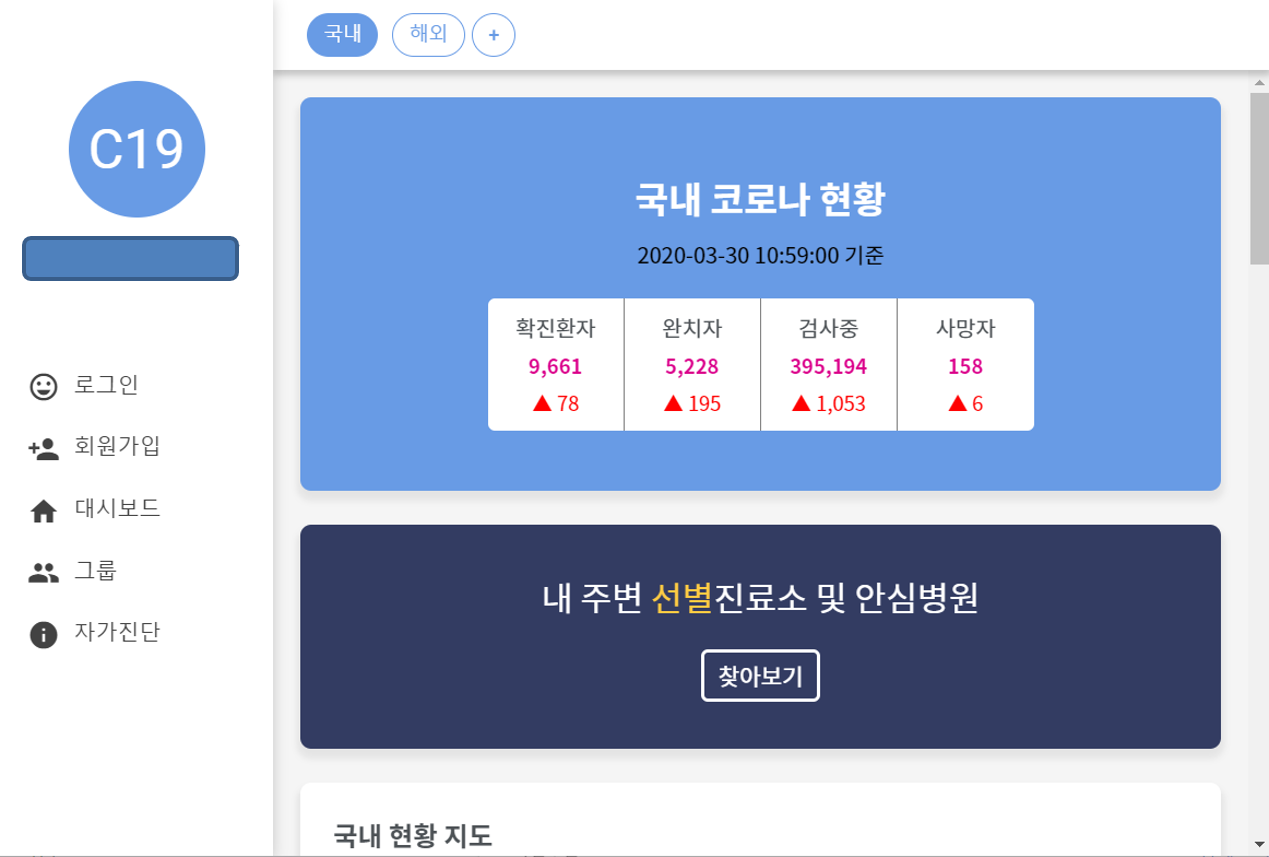 국내 해외 +
C19
로그인
회원가입
대시보드
그룹
자가진단
국내 코로나 현황
2020-03-30 10:59:00 기준
확진환자 완치자 검사중 사망자
9,661 5,228 395,194 158
▲ 78 ▲ 195 ▲ 1,053 ▲ 6
내 주변 선별진료소 및 안심병원
찾아보기
국내 현황 지도